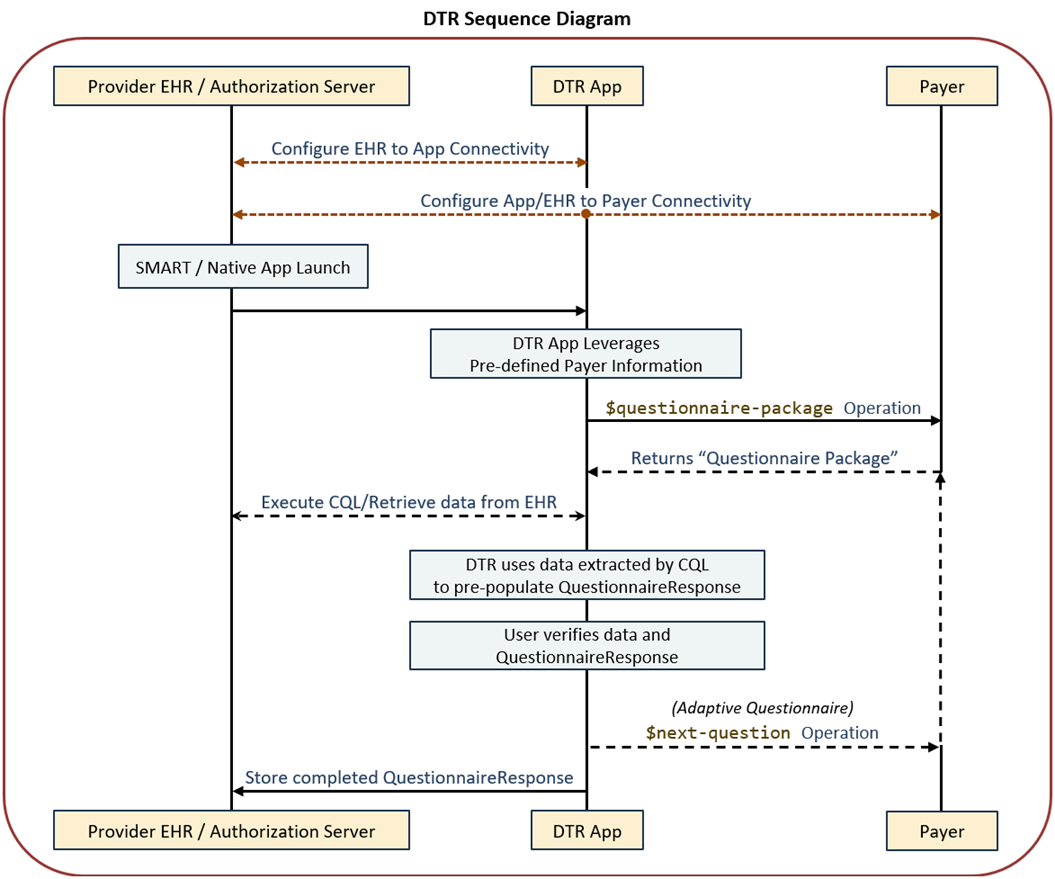 DTR Sequence Diagram
Provider EHR / Authorization Server
DTR App
Payer
Configure EHR to App Connectivity
Configure App/EHR to Payer Connectivity
SMART / Native App Launch
DTR App Leverages
Pre-defined Payer Information
$questionnaire-package Operation
Returns “Questionnaire Package”
Execute CQL/Retrieve data from EHR
DTR uses data extracted by CQL
to pre-populate QuestionnaireResponse
User verifies data and
QuestionnaireResponse
(Adaptive Questionnaire)
$next-question Operation
Store completed QuestionnaireResponse
Provider EHR / Authorization Server
DTR App
Payer